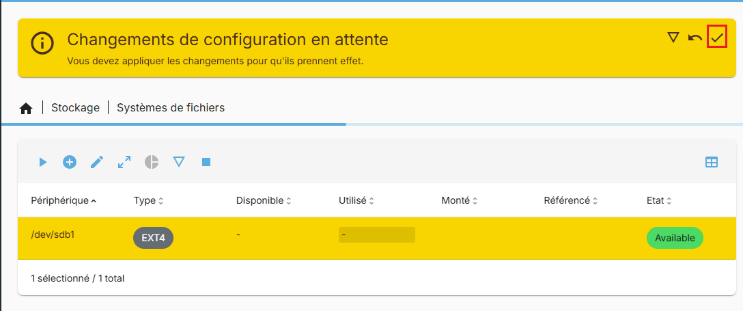 Changements de configuration en attente
Vous devez appliquer les changements pour qu'ils prennent effet.
Stockage | Systèmes de fichiers
Périphérique Type Disponible Utilisé Monté Référencé Etat
/dev/sdb1 EXT4 - - Available
1 sélectionné / 1 total